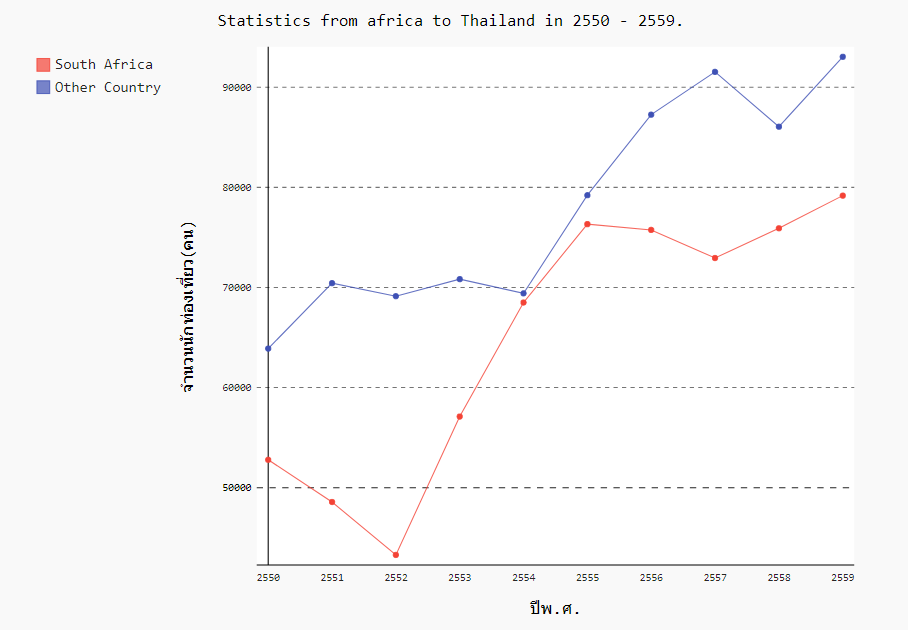 Statistics from africa to Thailand in 2550 - 2559.
South Africa
Other Country
จำนวนนักท่องเที่ยว(คน)
90000
80000
70000
60000
50000
2550 2551 2552 2553 2554 2555 2556 2557 2558 2559
ปีพ.ศ.